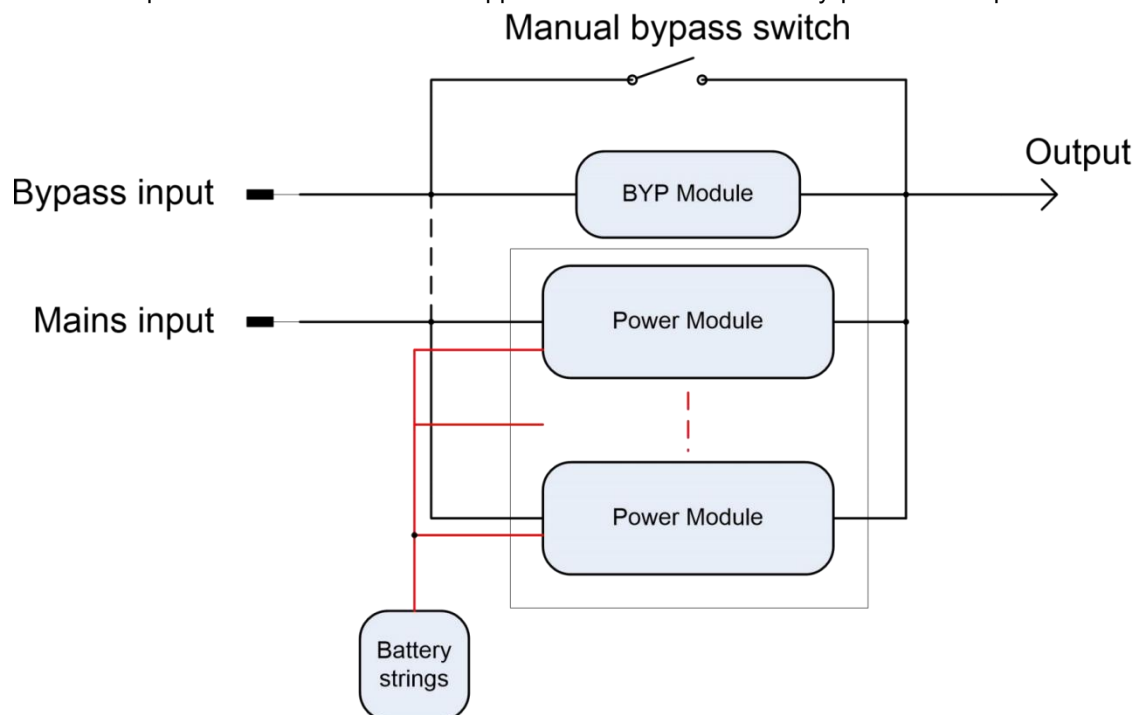 Manual bypass switch
Output
Bypass input
BYP Module
Mains input
Power Module
Power Module
Battery
strings